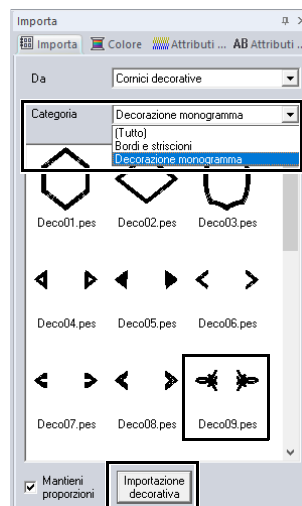 Importa
Importa Colore Attributi ... AB Attributi ..
Da Cornici decorative
Categoria Decorazione monogramma
(Tutto)
Bordi e striscioni
Decorazione monogramma
Deco01.pes Deco02.pes Deco03.pes
Deco04.pes Deco05.pes Deco06.pes
Deco07.pes Deco08.pes Deco09.pes
Mantieni
proporzioni
Importazione
decorativa